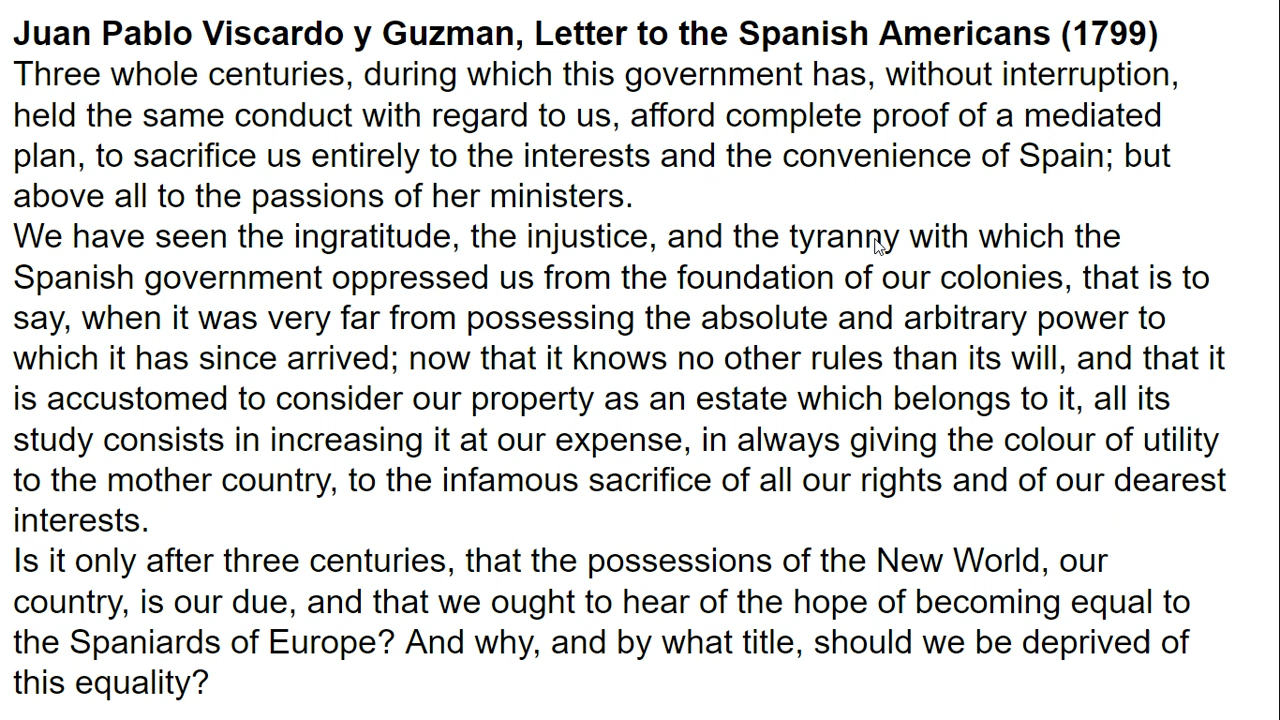 Juan Pablo Viscardo y Guzman, Letter to the Spanish Americans (1799)
Three whole centuries, during which this government has, without interruption,
held the same conduct with regard to us, afford complete proof of a mediated
plan, to sacrifice us entirely to the interests and the convenience of Spain; but
above all to the passions of her ministers.
We have seen the ingratitude, the injustice, and the tyranny with which the
Spanish government oppressed us from the foundation of our colonies, that is to
say, when it was very far from possessing the absolute and arbitrary power to
which it has since arrived; now that it knows no other rules than its will, and that it
is accustomed to consider our property as an estate which belongs to it, all its
study consists in increasing it at our expense, in always giving the colour of utility
to the mother country, to the infamous sacrifice of all our rights and of our dearest
interests.
Is it only after three centuries, that the possessions of the New World, our
country, is our due, and that we ought to hear of the hope of becoming equal to
the Spaniards of Europe? And why, and by what title, should we be deprived of
this equality?